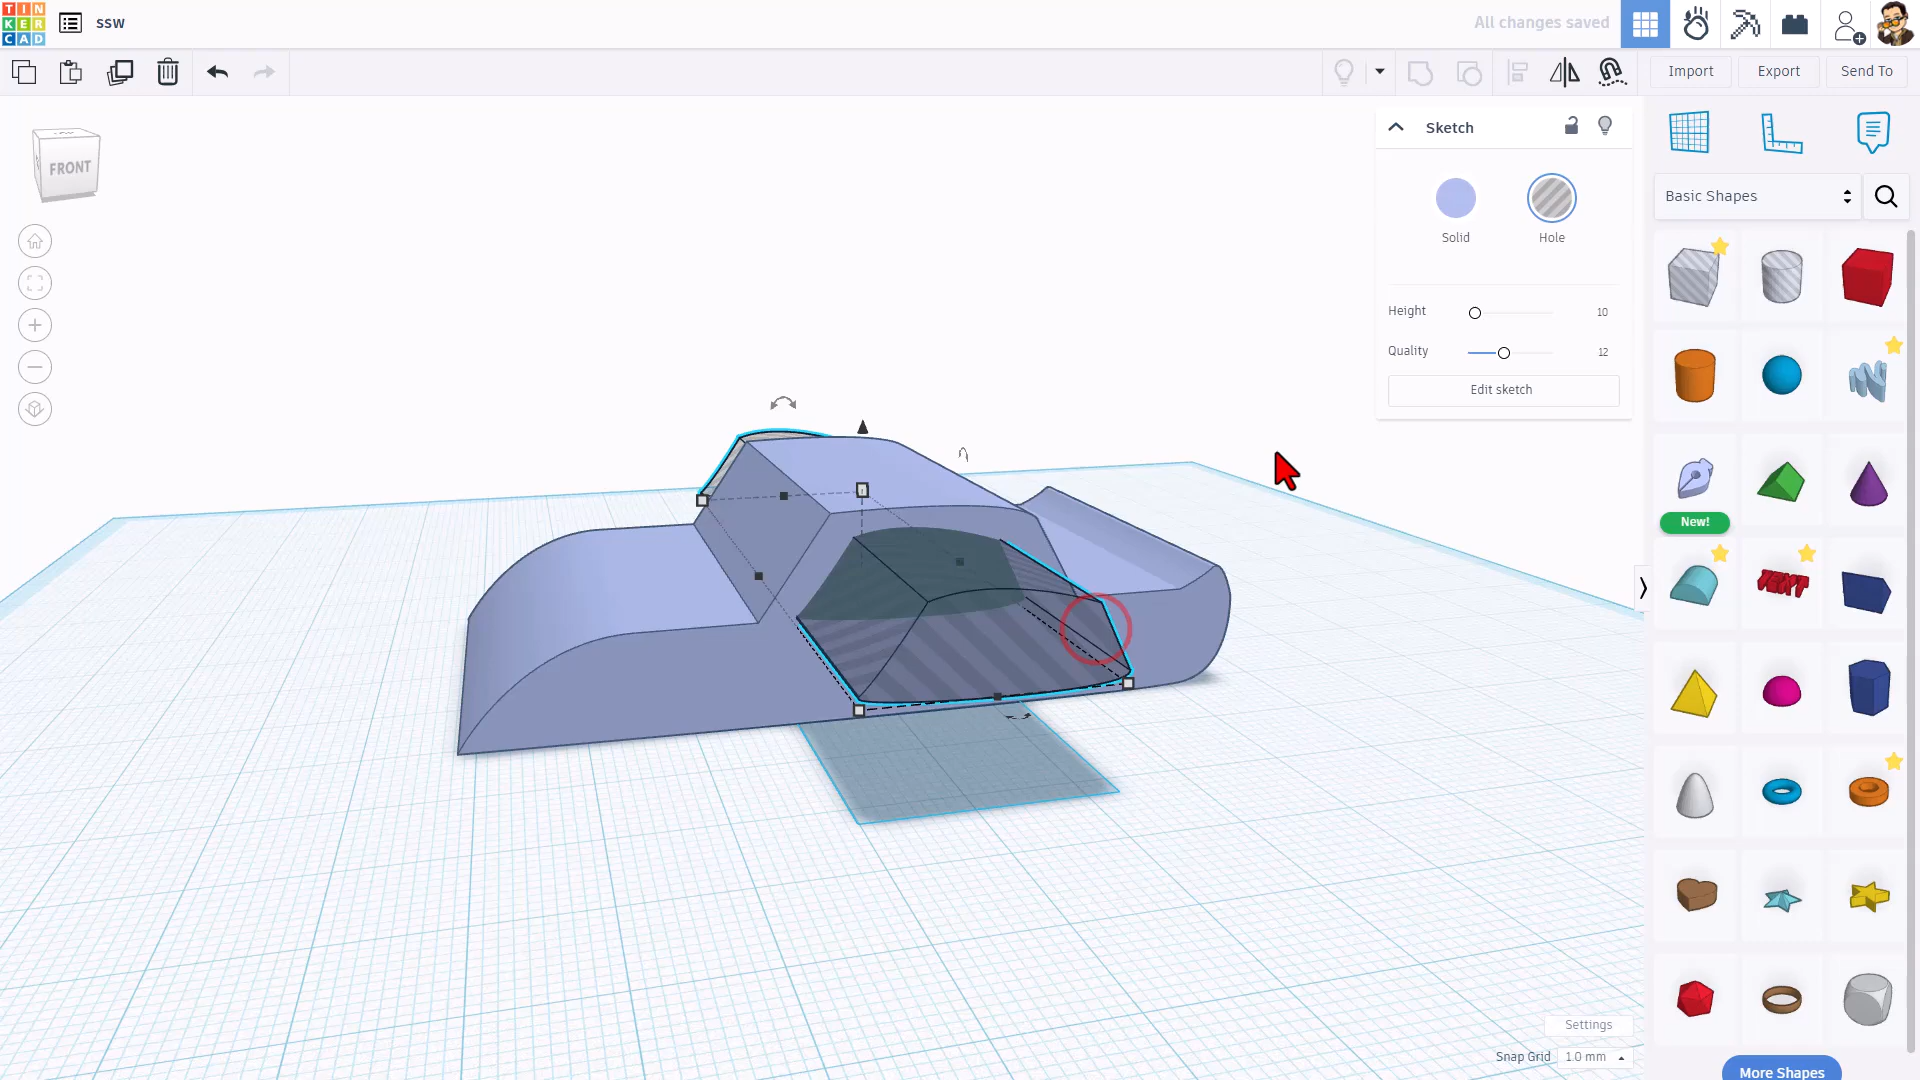 TIN
KER
CAD
ssw
All changes saved
Import
Export
Send To
FRONT
Sketch
Solid
Hole
Height
10
Quality
12
Edit sketch
Basic Shapes
New!
TEXT
Settings
Snap Grid
1.0 mm
More Shapes